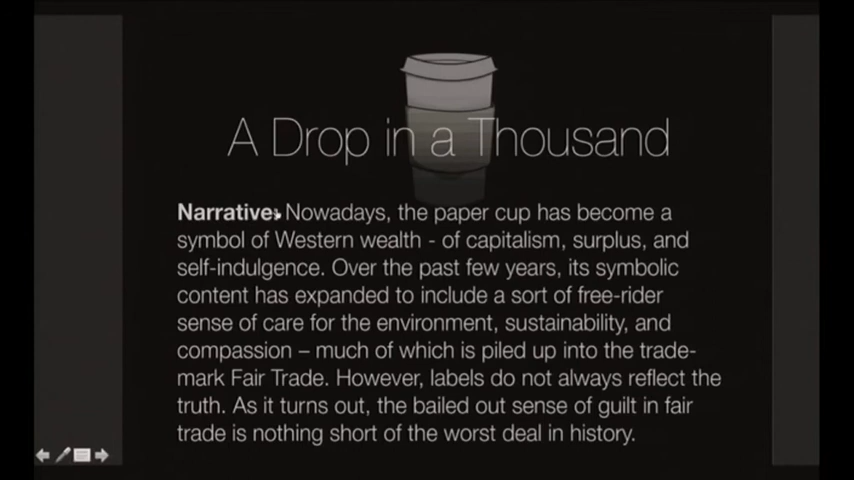 A Drop in a Thousand
Narrative: Nowadays, the paper cup has become a
symbol of Western wealth - of capitalism, surplus, and
self-indulgence. Over the past few years, its symbolic
content has expanded to include a sort of free-rider
sense of care for the environment, sustainability, and
compassion – much of which is piled up into the trade-
mark Fair Trade. However, labels do not always reflect the
truth. As it turns out, the bailed out sense of guilt in fair
trade is nothing short of the worst deal in history.